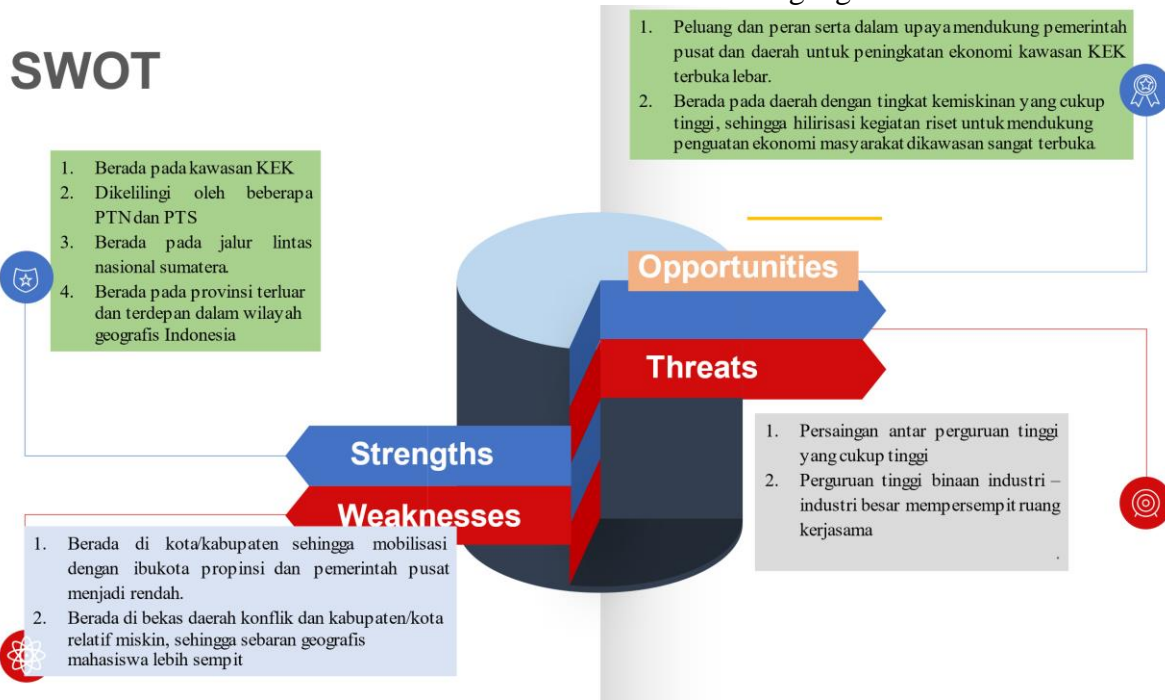 SWOT
1. Peluang dan peran serta dalam upaya mendukung pemerintah
pusat dan daerah untuk peningkatan ekonomi kawasan KEK
terbuka lebar.
2. Berada pada daerah dengan tingkat kemiskinan yang cukup
tinggi, sehingga hilirisasi kegiatan riset untuk mendukung
penguatan ekonomi masyarakat dikawasan sangat terbuka.
1. Berada pada kawasan KEK
2. Dikelilingi oleh beberapa
PTN dan PTS
3. Berada pada jalur lintas
nasional sumatera.
4. Berada pada provinsi terluar
dan terdepan dalam wilayah
geografis Indonesia
Opportunities
Threats
1. Persaingan antar perguruan tinggi
yang cukup tinggi
2. Perguruan tinggi binaan industri –
industri besar mempersempit ruang
kerjasama
.
Strengths
Weaknesses
1. Berada di kota/kabupaten sehingga mobilisasi
dengan ibukota propinsi dan pemerintah pusat
menjadi rendah.
2. Berada di bekas daerah konflik dan kabupaten/kota
relatif miskin, sehingga sebaran geografis
mahasiswa lebih sempit